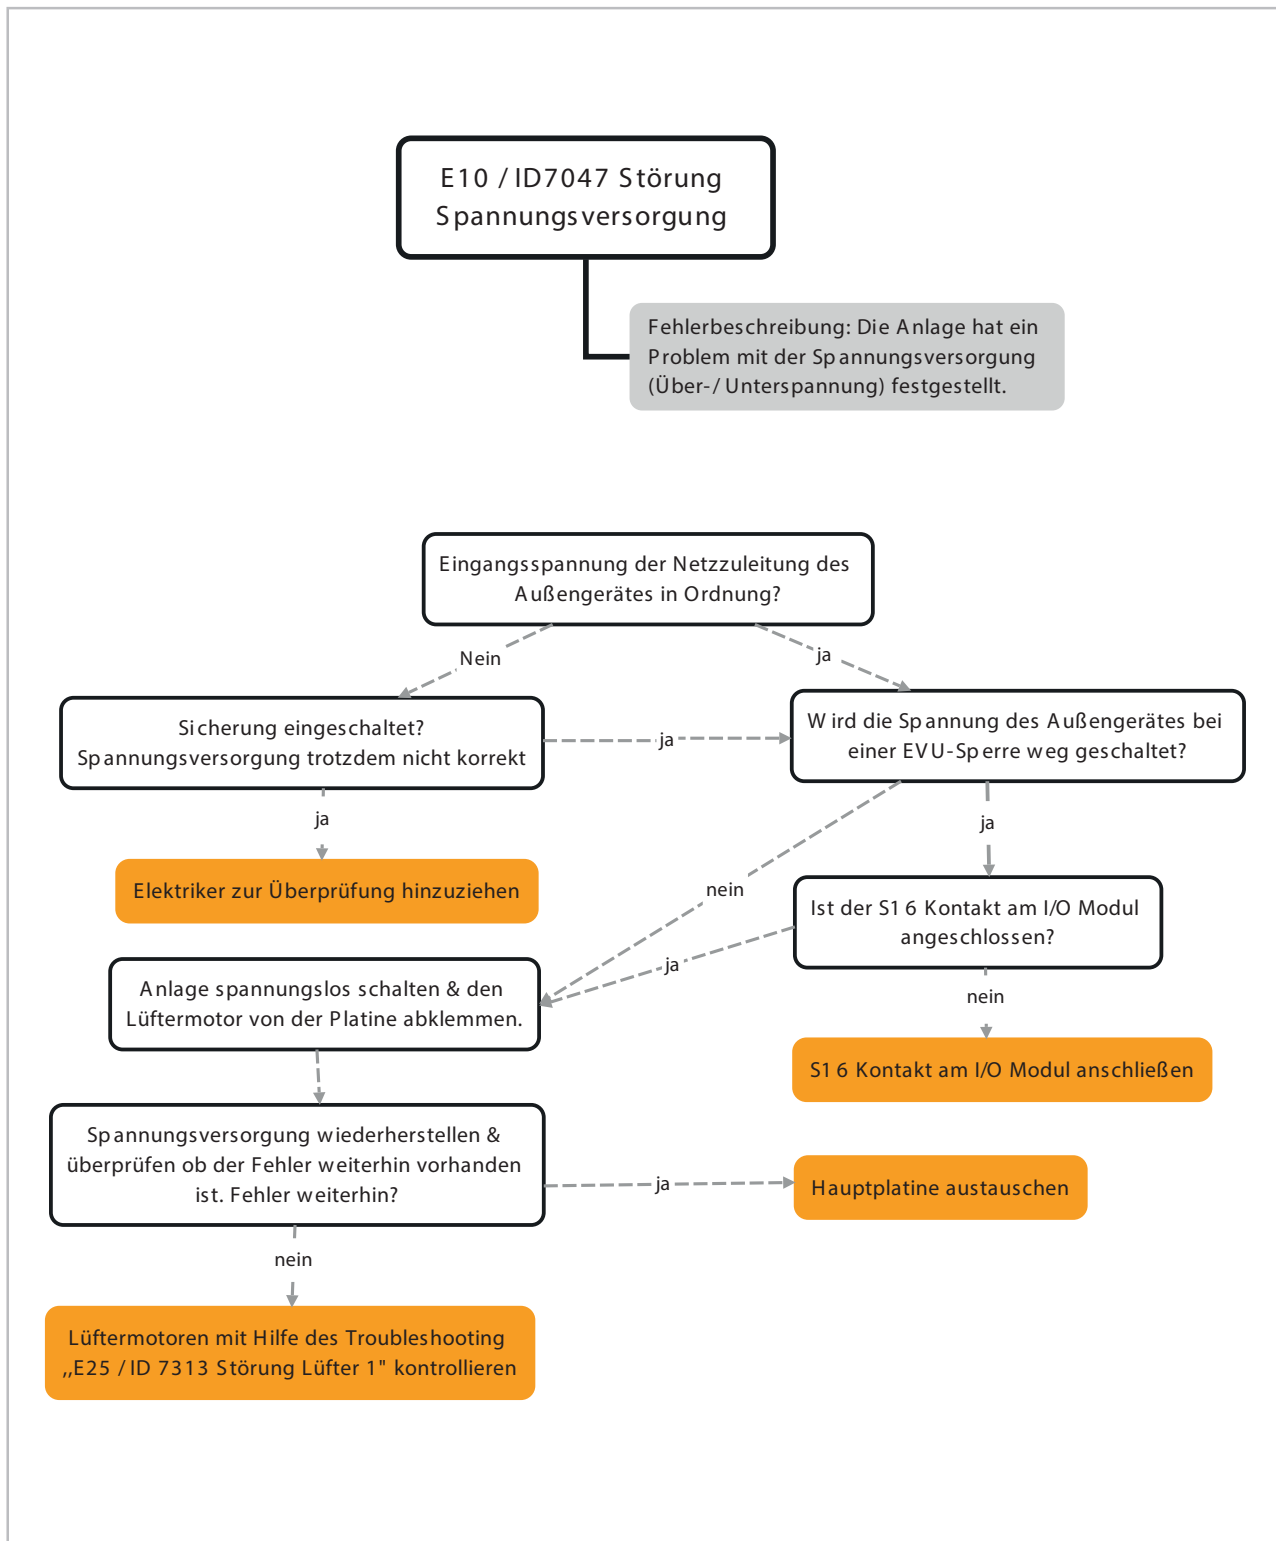 E10 / ID7047 Störung
Spannungsversorgung
Fehlerbeschreibung: Die Anlage hat ein
Problem mit der Spannungsversorgung
(Über-/ Unterspannung) festgestellt.
Eingangsspannung der Netzzuleitung des
Außengerätes in Ordnung?
Nein
ja
Sicherung eingeschaltet?
Spannungsversorgung trotzdem nicht korrekt
ja
Wird die Spannung des Außengerätes bei
einer EVU-Sperre weg geschaltet?
ja
ja
Elektriker zur Überprüfung hinzuziehen
nein
Ist der S16 Kontakt am I/O Modul
angeschlossen?
ja
Anlage spannungslos schalten & den
Lüftermotor von der Platine abklemmen.
nein
S16 Kontakt am I/O Modul anschließen
Spannungsversorgung wiederherstellen &
überprüfen ob der Fehler weiterhin vorhanden
ist. Fehler weiterhin?
ja
Hauptplatine austauschen
nein
Lüftermotoren mit Hilfe des Troubleshooting
,,E25 / ID 7313 Störung Lüfter 1" kontrollieren